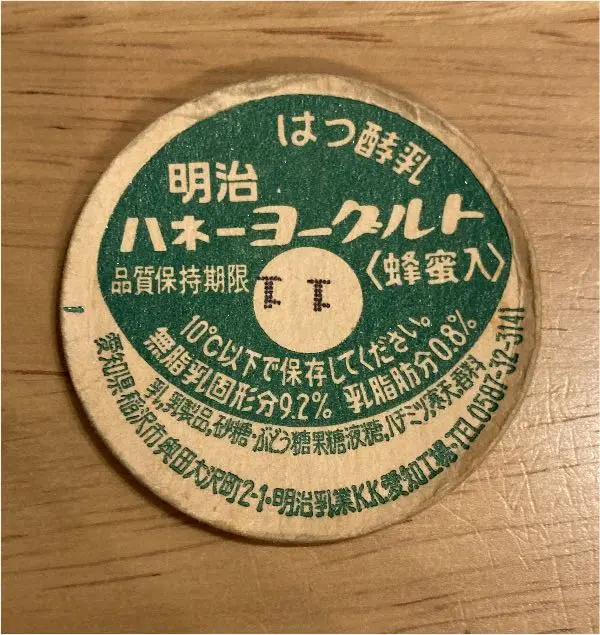 はつ酵乳
明治
ハネーヨーグルト
〈蜂蜜入〉
品質保持期限
10℃以下で保存してください。
無脂乳固形分9.2% 乳脂肪分0.8%
乳,乳製品,砂糖・ぶどう糖果糖液糖,ハチミツ,寒天,香料
愛知県稲沢市奥田大沢町2-1・明治乳業K.K.愛知工場・TEL0587-32-3141